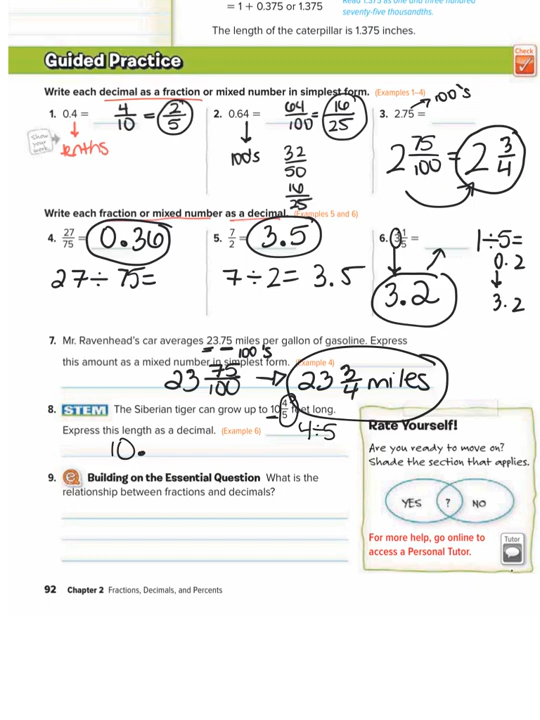 = 1 + 0.375 or 1.375
seventy-five thousandths.
The length of the caterpillar is 1.375 inches.
Guided Practice
Check
Write each decimal as a fraction or mixed number in simplest form. (Examples 1–4)
1. 0.4 = 4/10 = 2/5
tenths
Show your work.
2. 0.64 = 64/100 = 16/25
100's
32/50
16/25
3. 2.75 =
100's
2 75/100 = 2 3/4
Write each fraction or mixed number as a decimal. (Examples 5 and 6)
4. 27/75 = 0.36
27 ÷ 75 =
5. 7/2 = 3.5
7 ÷ 2 = 3.5
6. 3 1/5 =
3.2
1 ÷ 5 =
0.2
3.2
7. Mr. Ravenhead's car averages 23.75 miles per gallon of gasoline. Express
100's
this amount as a mixed number in simplest form. (Example 4)
23 75/100 → 23 3/4 miles
8. STEM The Siberian tiger can grow up to 10 4/5 feet long.
Express this length as a decimal. (Example 6)
4 ÷ 5
10.
9. e Building on the Essential Question What is the
relationship between fractions and decimals?
Rate Yourself!
Are you ready to move on?
Shade the section that applies.
YES ? NO
For more help, go online to
access a Personal Tutor.
Tutor
92 Chapter 2 Fractions, Decimals, and Percents